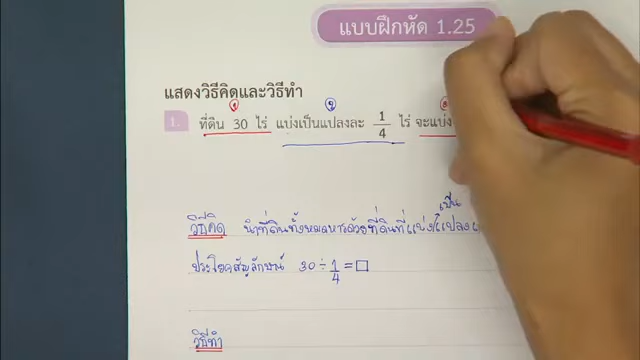 แบบฝึกหัด 1.25
แสดงวิธีคิดและวิธีทำ
1. ที่ดิน 30 ไร่ แบ่งเป็นแปลงละ 1/4 ไร่ จะแบ่ง
เป็น
วิธีคิด นำที่ดินทั้งหมดหารด้วยที่ดินที่แบ่งแปลง
ประโยคสัญลักษณ์ 30 ÷ 1/4 = □
วิธีทำ